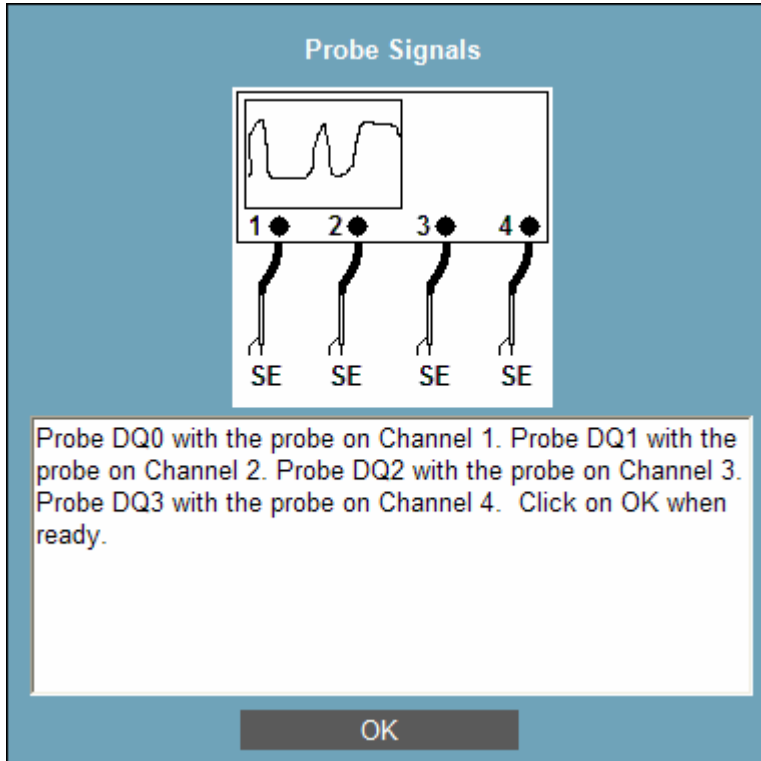 Probe Signals
1 2 3 4
SE SE SE SE
Probe DQ0 with the probe on Channel 1. Probe DQ1 with the
probe on Channel 2. Probe DQ2 with the probe on Channel 3.
Probe DQ3 with the probe on Channel 4.  Click on OK when
ready.
OK